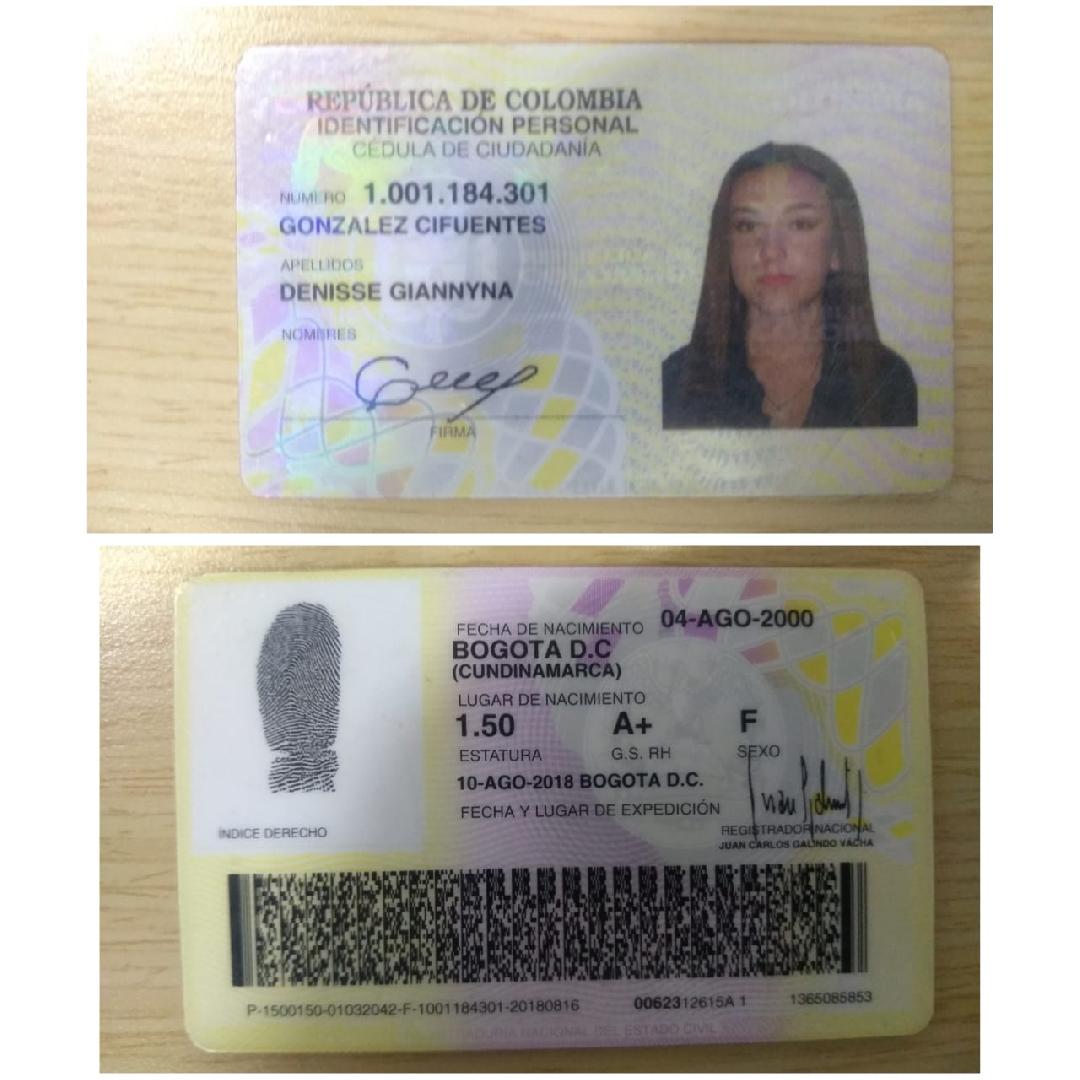 REPÚBLICA DE COLOMBIA
IDENTIFICACIÓN PERSONAL
CÉDULA DE CIUDADANÍA
NÚMERO 1.001.184.301
GONZALEZ CIFUENTES
APELLIDOS
DENISSE GIANNYNA
NOMBRES
FIRMA
FECHA DE NACIMIENTO 04-AGO-2000
BOGOTA D.C
(CUNDINAMARCA)
LUGAR DE NACIMIENTO
1.50 A+ F
ESTATURA G.S. RH SEXO
10-AGO-2018 BOGOTA D.C.
FECHA Y LUGAR DE EXPEDICIÓN
REGISTRADOR NACIONAL
JUAN CARLOS GALINDO VACHA
ÍNDICE DERECHO
P-1500150-01032042-F-1001184301-20180816 0062312615A 1 1365085853
NACIONAL DEL ESTADO CIVIL